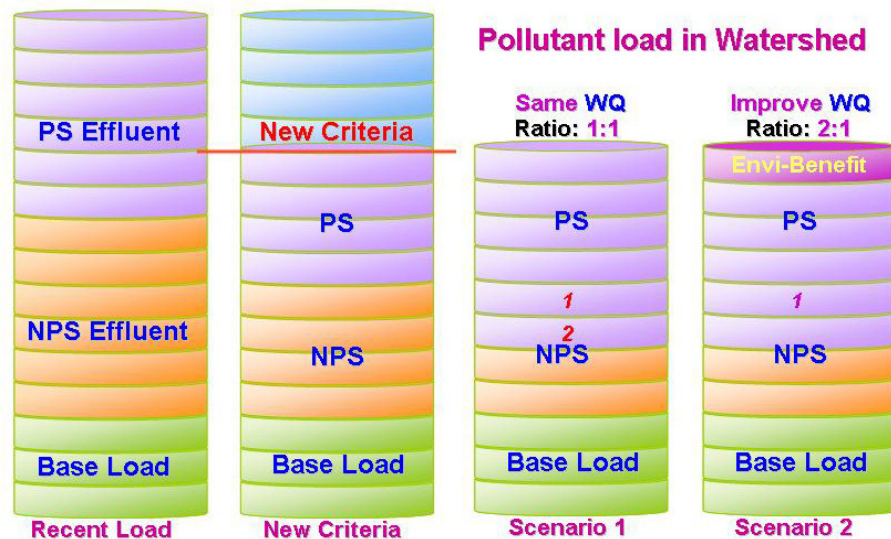 Pollutant load in Watershed
PS Effluent
NPS Effluent
Base Load
Recent Load
New Criteria
PS
NPS
Base Load
New Criteria
Same WQ
Ratio: 1:1
PS
1
2
NPS
Base Load
Scenario 1
Improve WQ
Ratio: 2:1
Envi-Benefit
PS
1
NPS
Base Load
Scenario 2